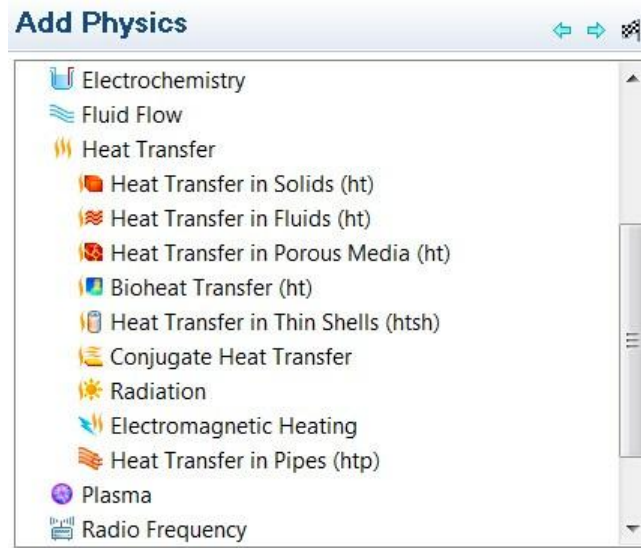 Add Physics
Electrochemistry
Fluid Flow
Heat Transfer
Heat Transfer in Solids (ht)
Heat Transfer in Fluids (ht)
Heat Transfer in Porous Media (ht)
Bioheat Transfer (ht)
Heat Transfer in Thin Shells (htsh)
Conjugate Heat Transfer
Radiation
Electromagnetic Heating
Heat Transfer in Pipes (htp)
Plasma
Radio Frequency